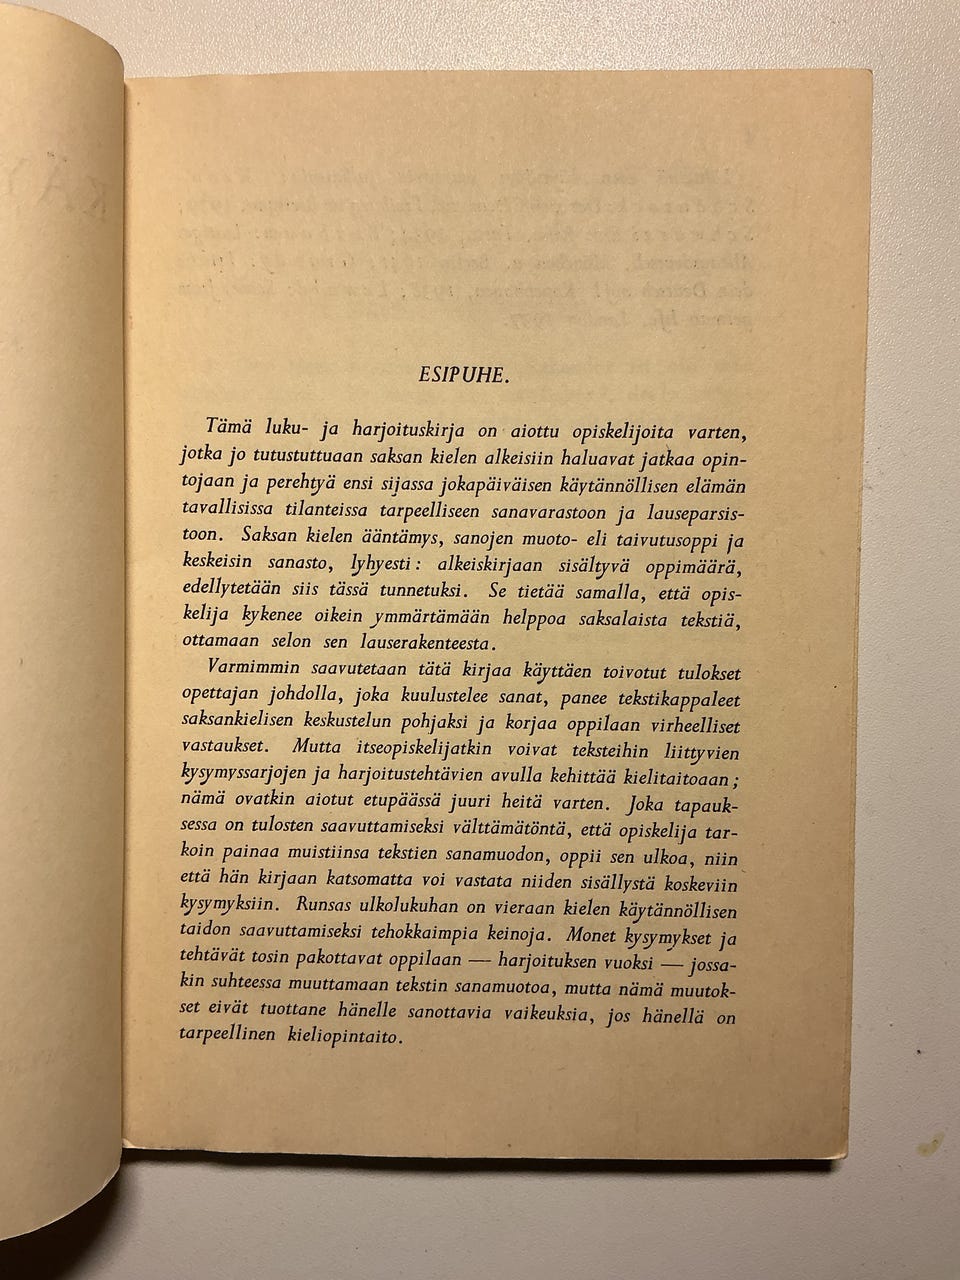 ESIPUHE.
Tämä luku- ja harjoituskirja on aiottu opiskelijoita varten,
jotka jo tutustuttuaan saksan kielen alkeisiin haluavat jatkaa opin-
tojaan ja perehtyä ensi sijassa jokapäiväisen käytännöllisen elämän
tavallisissa tilanteissa tarpeelliseen sanavarastoon ja lauseparsis-
toon. Saksan kielen ääntämys, sanojen muoto- eli taivutusoppi ja
keskeisin sanasto, lyhyesti: alkeiskirjaan sisältyvä oppimäärä,
edellytetään siis tässä tunnetuksi. Se tietää samalla, että opis-
kelija kykenee oikein ymmärtämään helppoa saksalaista tekstiä,
ottamaan selon sen lauserakenteesta.
Varmimmin saavutetaan tätä kirjaa käyttäen toivotut tulokset
opettajan johdolla, joka kuulustelee sanat, panee tekstikappaleet
saksankielisen keskustelun pohjaksi ja korjaa oppilaan virheelliset
vastaukset. Mutta itseopiskelijatkin voivat teksteihin liittyvien
kysymyssarjojen ja harjoitustehtävien avulla kehittää kielitaitoaan;
nämä ovatkin aiotut etupäässä juuri heitä varten. Joka tapauk-
sessa on tulosten saavuttamiseksi välttämätöntä, että opiskelija tar-
koin painaa muistiinsa tekstien sanamuodon, oppii sen ulkoa, niin
että hän kirjaan katsomatta voi vastata niiden sisällystä koskeviin
kysymyksiin. Runsas ulkolukuhan on vieraan kielen käytännöllisen
taidon saavuttamiseksi tehokkaimpia keinoja. Monet kysymykset ja
tehtävät tosin pakottavat oppilaan — harjoituksen vuoksi — jossa-
kin suhteessa muuttamaan tekstin sanamuotoa, mutta nämä muutok-
set eivät tuottane hänelle sanottavia vaikeuksia, jos hänellä on
tarpeellinen kieliopintaito.